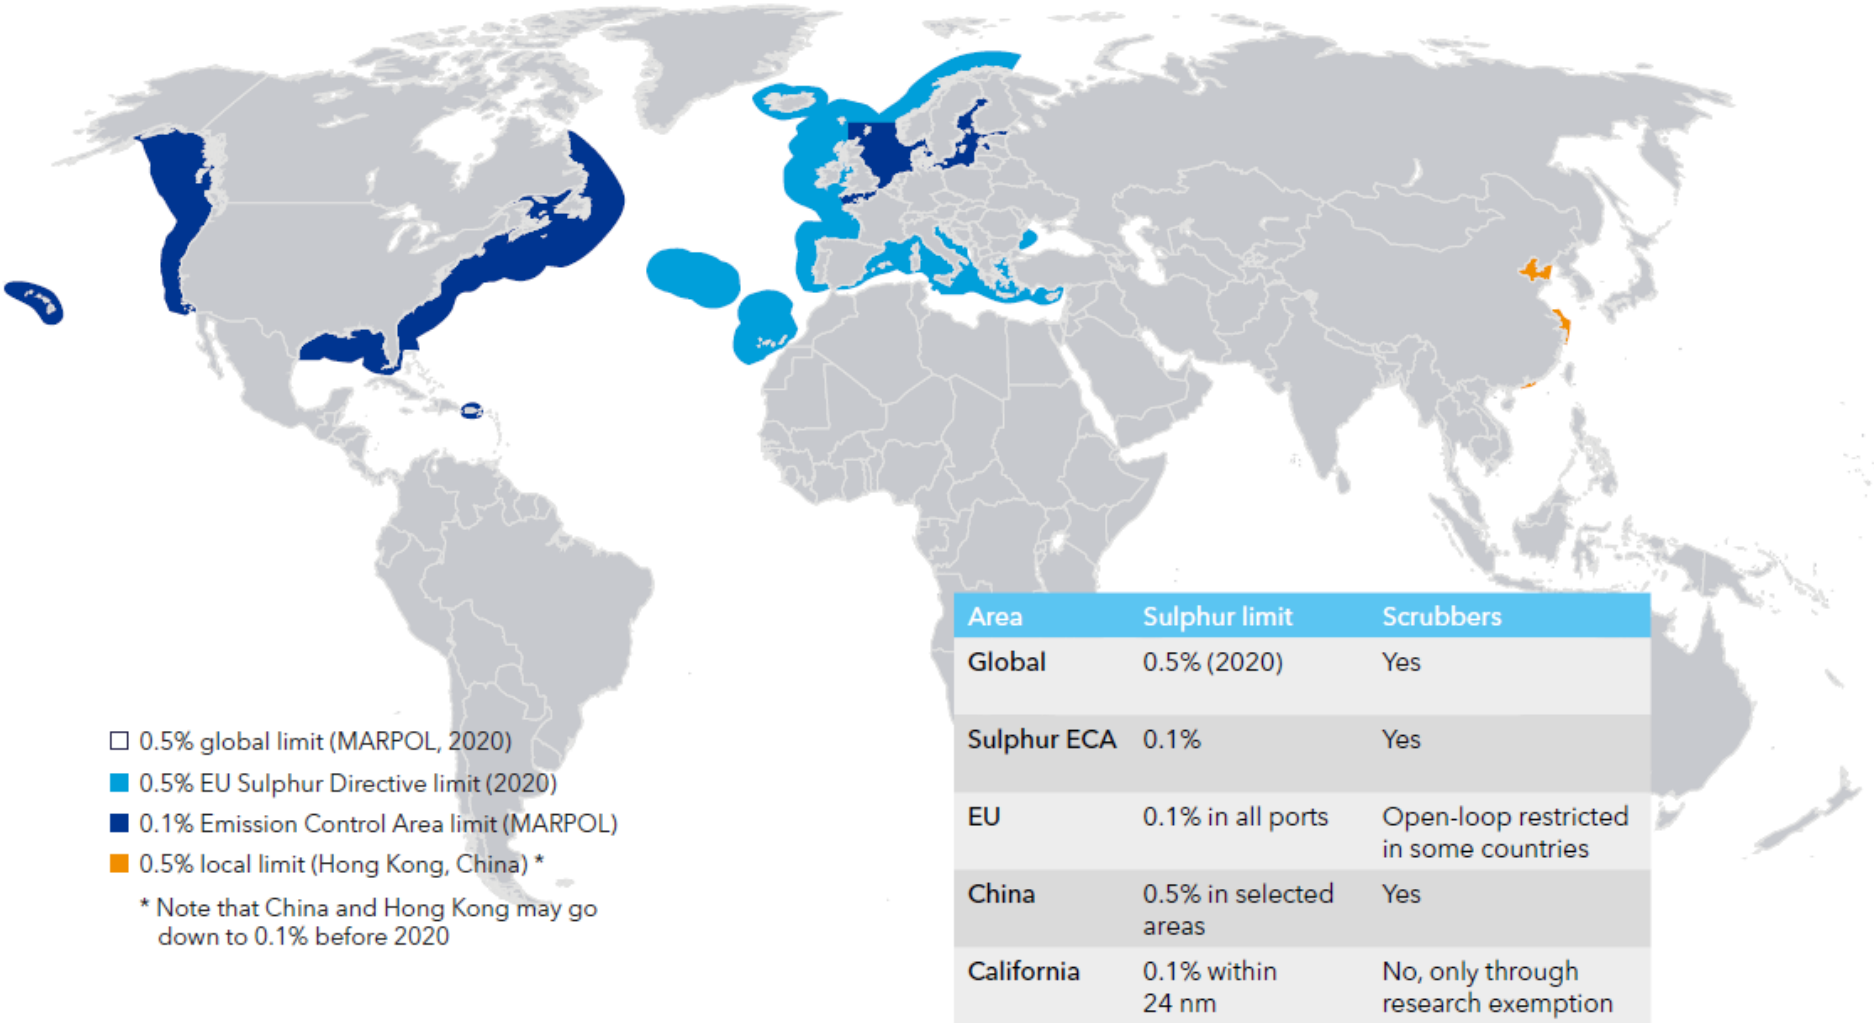 0.5% global limit (MARPOL, 2020)
0.5% EU Sulphur Directive limit (2020)
0.1% Emission Control Area limit (MARPOL)
0.5% local limit (Hong Kong, China) *
* Note that China and Hong Kong may go
down to 0.1% before 2020
Area Sulphur limit Scrubbers
Global 0.5% (2020) Yes
Sulphur ECA 0.1% Yes
EU 0.1% in all ports Open-loop restricted
in some countries
China 0.5% in selected Yes
areas
California 0.1% within No, only through
24 nm research exemption